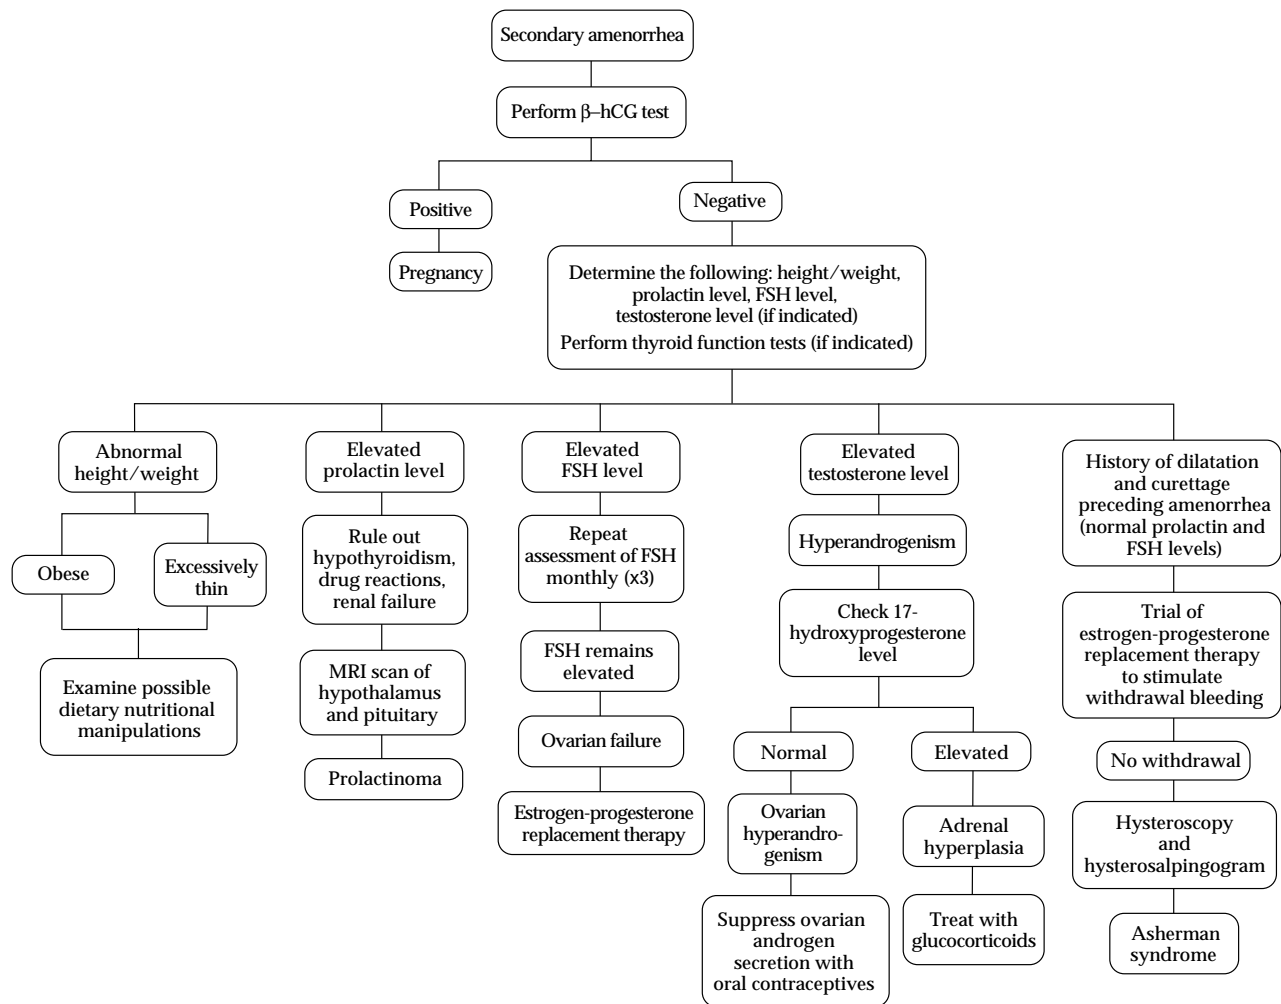 Secondary amenorrhea
Perform β–hCG test
Positive
Negative
Pregnancy
Determine the following: height/weight,
prolactin level, FSH level,
testosterone level (if indicated)
Perform thyroid function tests (if indicated)
Abnormal
height/weight
Obese
Excessively
thin
Examine possible
dietary nutritional
manipulations
Elevated
prolactin level
Rule out
hypothyroidism,
drug reactions,
renal failure
MRI scan of
hypothalamus
and pituitary
Prolactinoma
Elevated
FSH level
Repeat
assessment of FSH
monthly (x3)
FSH remains
elevated
Ovarian failure
Estrogen-progesterone
replacement therapy
Elevated
testosterone level
Hyperandrogenism
Check 17-
hydroxyprogesterone
level
Normal
Ovarian
hyperandro-
genism
Suppress ovarian
androgen
secretion with
oral contraceptives
Elevated
Adrenal
hyperplasia
Treat with
glucocorticoids
History of dilatation
and curettage
preceding amenorrhea
(normal prolactin and
FSH levels)
Trial of
estrogen-progesterone
replacement therapy
to stimulate
withdrawal bleeding
No withdrawal
Hysteroscopy
and
hysterosalpingogram
Asherman
syndrome